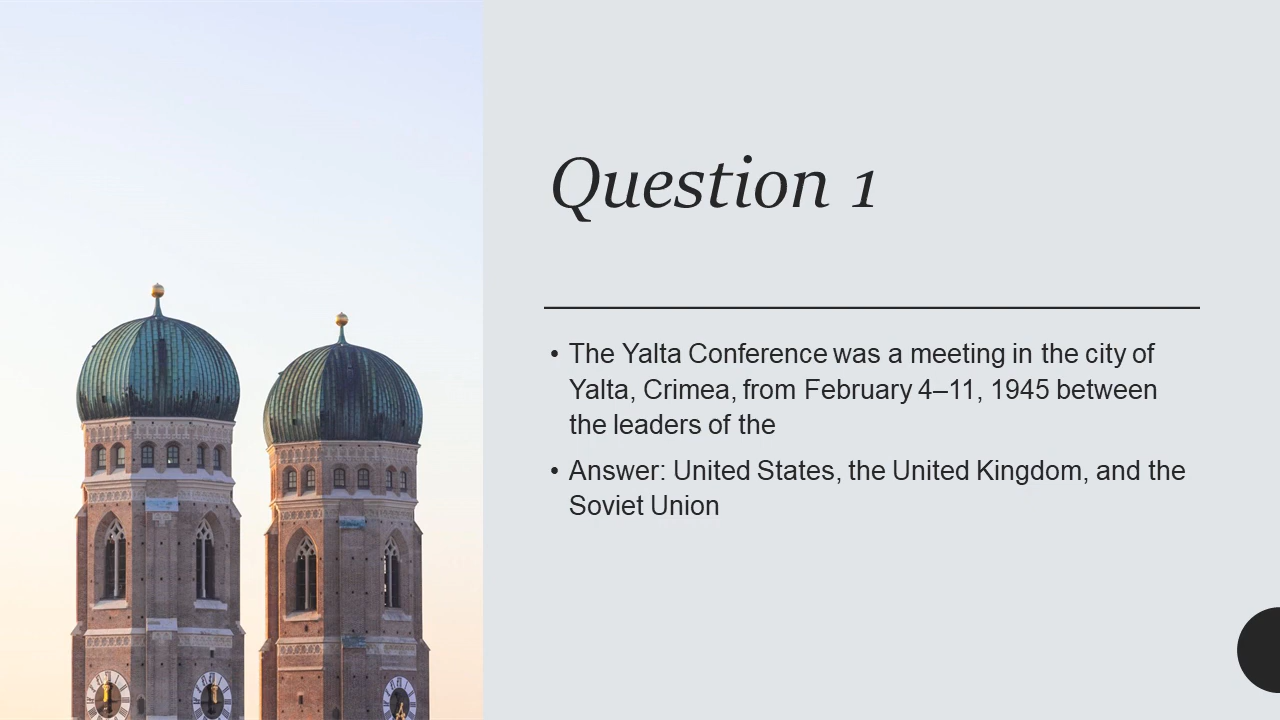 Question 1
• The Yalta Conference was a meeting in the city of
Yalta, Crimea, from February 4–11, 1945 between
the leaders of the
• Answer: United States, the United Kingdom, and the
Soviet Union